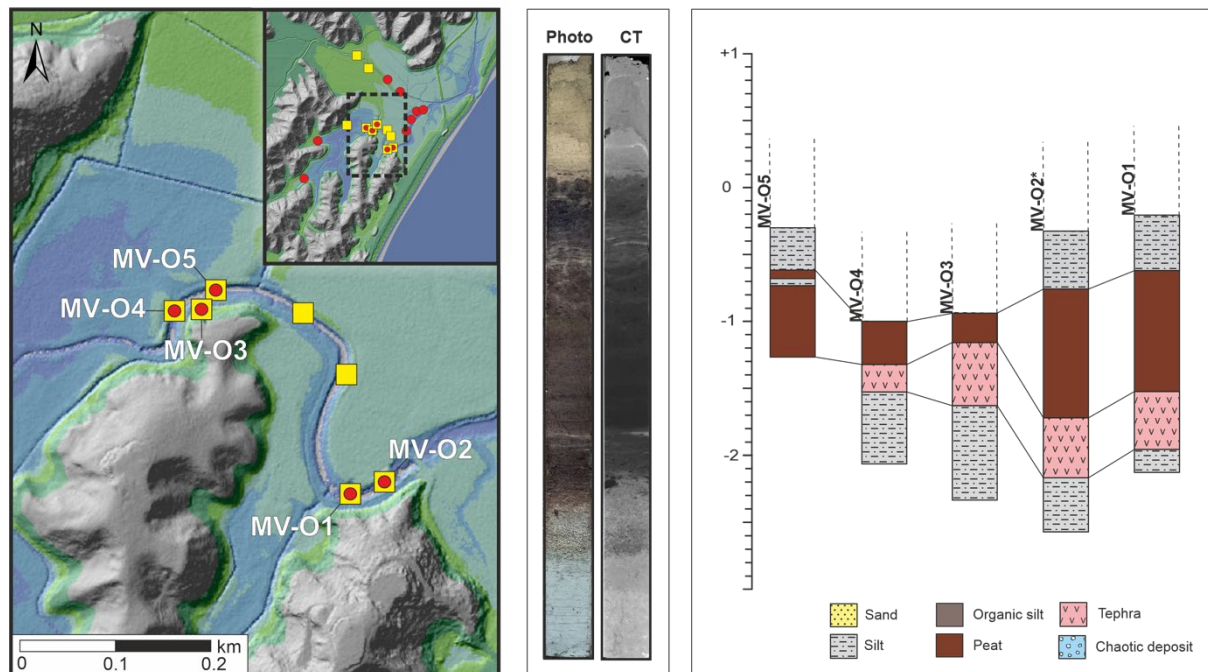 N
MV-O5
MV-O4
MV-O3
MV-O2
MV-O1
km
0 0.1 0.2
Photo CT
+1
0
-1
-2
MV-O5
MV-O4
MV-O3
MV-O2*
MV-O1
Sand Organic silt Tephra
Silt Peat Chaotic deposit